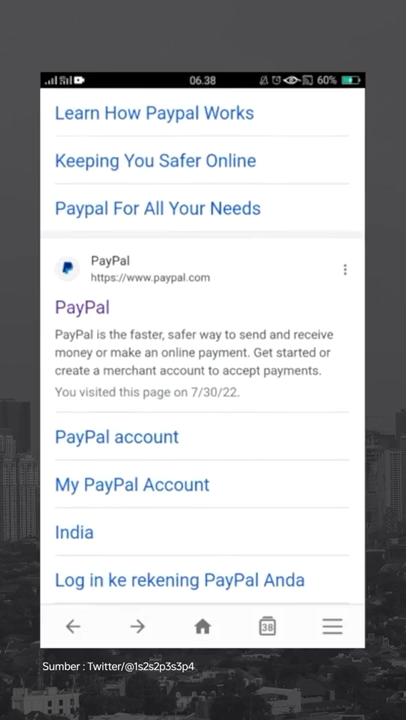 06.38
60%
Learn How Paypal Works
Keeping You Safer Online
Paypal For All Your Needs
PayPal
https://www.paypal.com
PayPal
PayPal is the faster, safer way to send and receive
money or make an online payment. Get started or
create a merchant account to accept payments.
You visited this page on 7/30/22.
PayPal account
My PayPal Account
India
Log in ke rekening PayPal Anda
38
Sumber : Twitter/@1s2s2p3s3p4